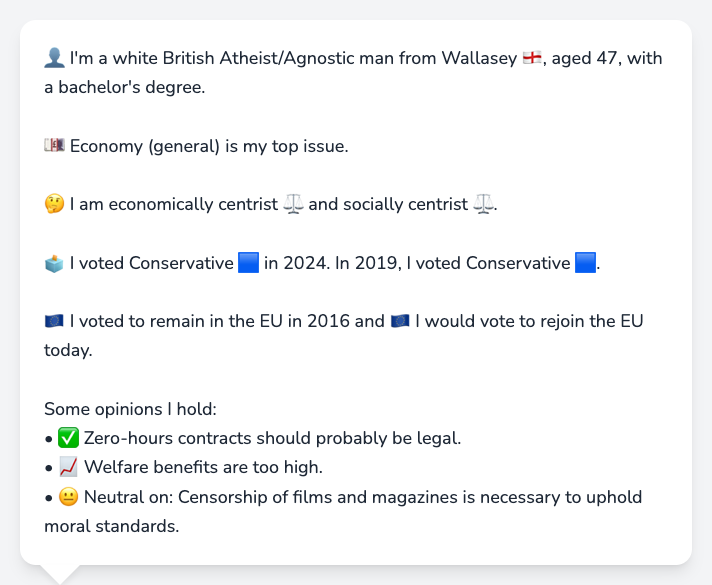 👤 I'm a white British Atheist/Agnostic man from Wallasey 🏴󠁧󠁢󠁥󠁮󠁧󠁿, aged 47, with
a bachelor's degree.
💷 Economy (general) is my top issue.
🤔 I am economically centrist ⚖️ and socially centrist ⚖️.
🗳️ I voted Conservative 🟦 in 2024. In 2019, I voted Conservative 🟦.
🇪🇺 I voted to remain in the EU in 2016 and 🇪🇺 I would vote to rejoin the EU
today.
Some opinions I hold:
• ✅ Zero-hours contracts should probably be legal.
• 📈 Welfare benefits are too high.
• 😐 Neutral on: Censorship of films and magazines is necessary to uphold
moral standards.